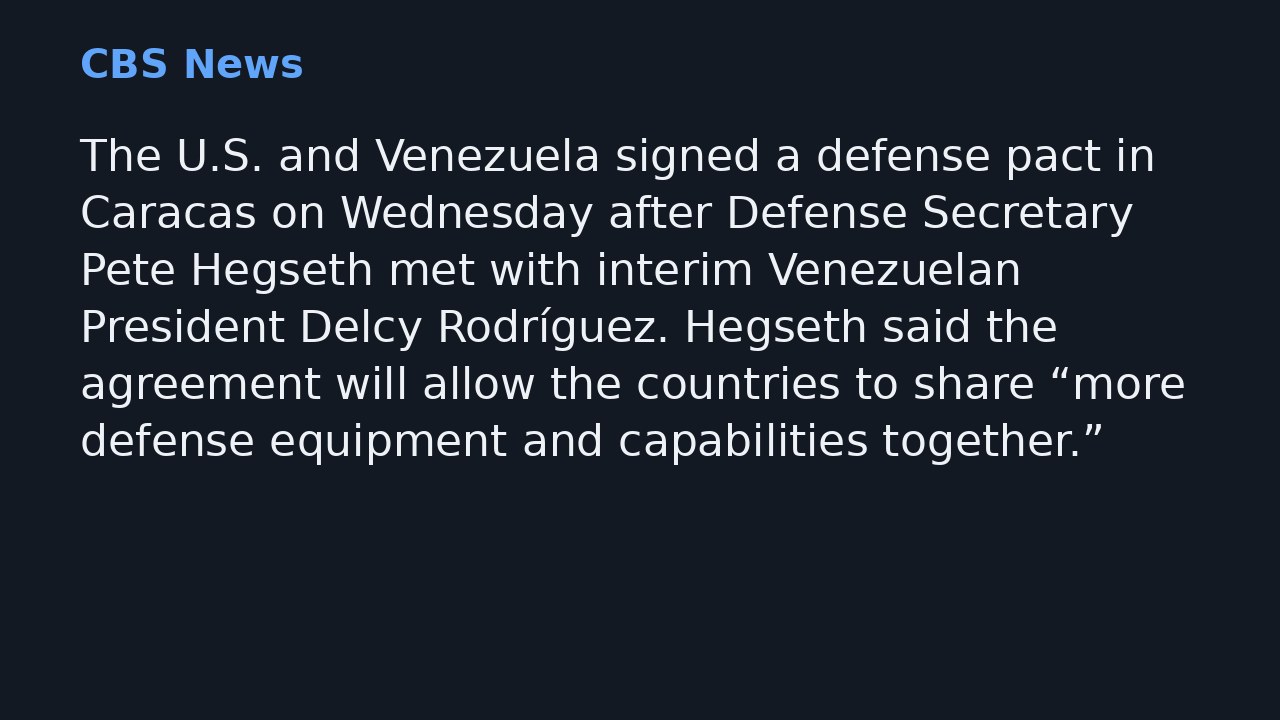 CBS News
The U.S. and Venezuela signed a defense pact in
Caracas on Wednesday after Defense Secretary
Pete Hegseth met with interim Venezuelan
President Delcy Rodríguez. Hegseth said the
agreement will allow the countries to share “more
defense equipment and capabilities together.”